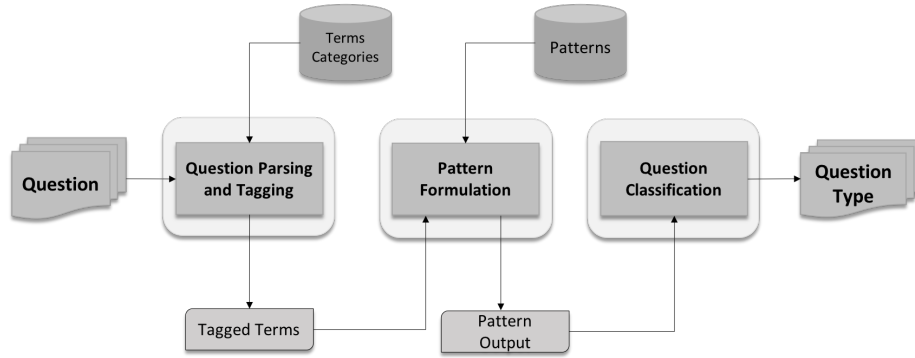 Terms
Categories
Patterns
Question
Question Parsing
and Tagging
Pattern
Formulation
Question
Classification
Question
Type
Tagged Terms
Pattern
Output